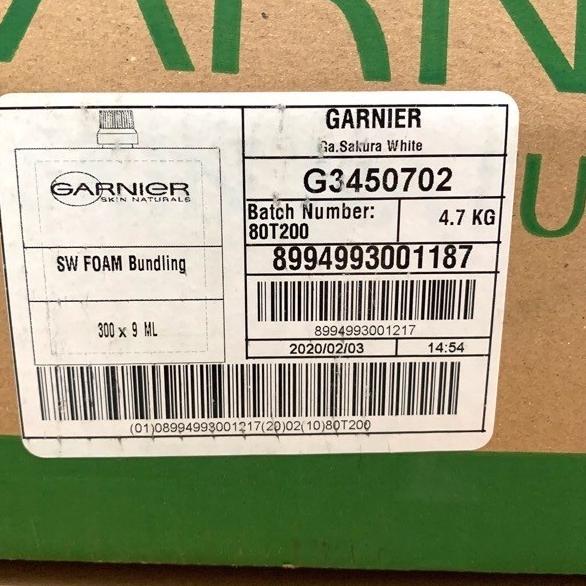 GARNIER
SKIN NATURALS
SW FOAM Bundling
300 x 9 ML
GARNIER
Ga.Sakura White
G3450702
Batch Number:
80T200
4.7 KG
8994993001187
8994993001217
2020/02/03 14:54
(01)08994993001217(20)02(10)80T200